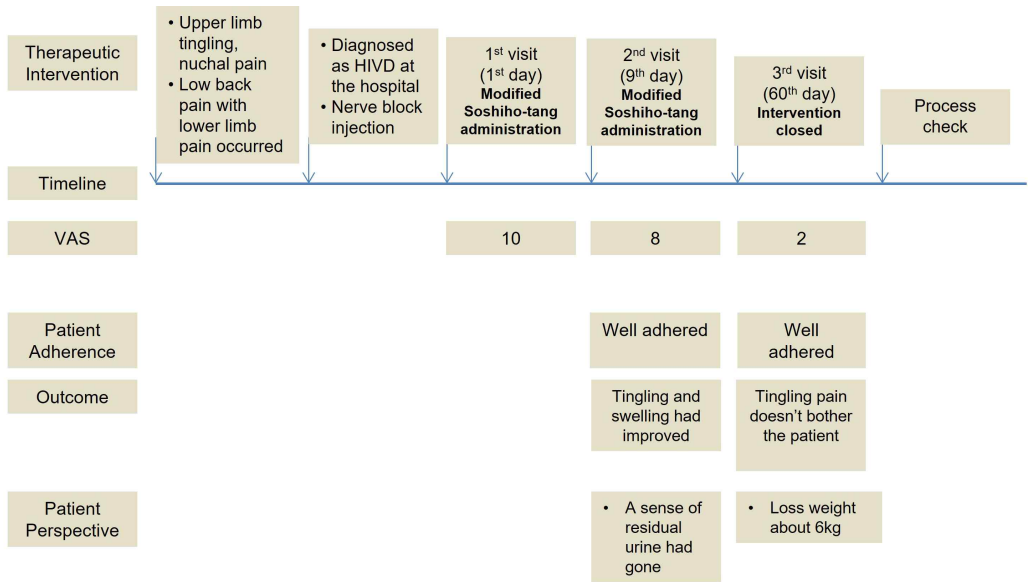 Therapeutic
Intervention
• Upper limb
tingling,
nuchal pain
• Low back
pain with
lower limb
pain occurred
• Diagnosed
as HIVD at
the hospital
• Nerve block
injection
1st visit
(1st day)
Modified
Soshiho-tang
administration
2nd visit
(9th day)
Modified
Soshiho-tang
administration
3rd visit
(60th day)
Intervention
closed
Process
check
Timeline
VAS
10
8
2
Patient
Adherence
Well adhered
Well
adhered
Outcome
Tingling and
swelling had
improved
Tingling pain
doesn’t bother
the patient
Patient
Perspective
• A sense of
residual
urine had
gone
• Loss weight
about 6kg